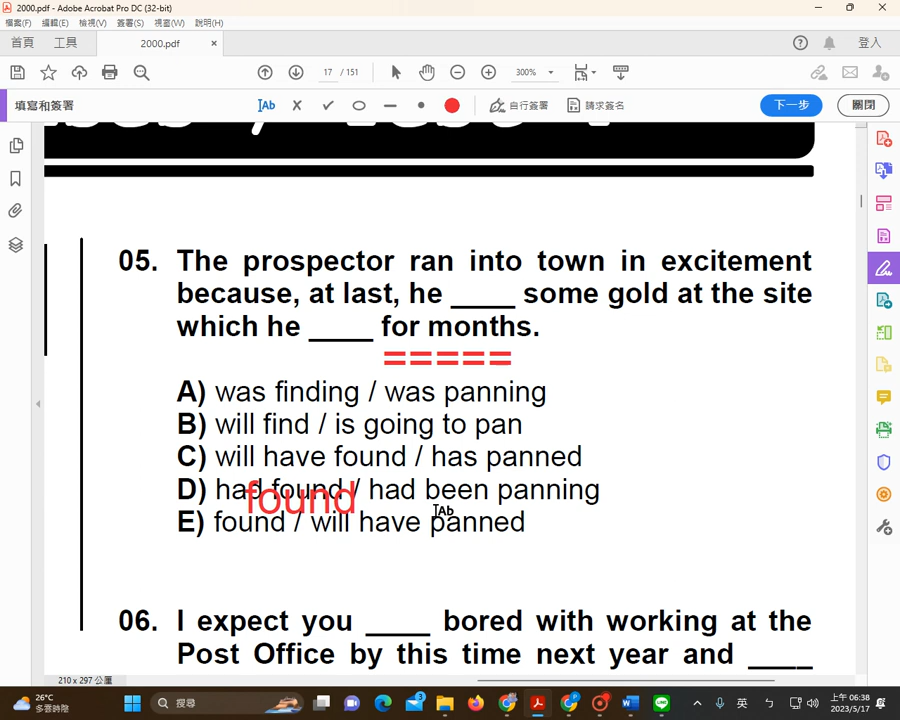 2000.pdf - Adobe Acrobat Pro DC (32-bit)
檔案(F) 編輯(E) 檢視(V) 簽署(S) 視窗(W) 說明(H)
首頁 工具 2000.pdf × 登入
17 / 151 300%
填寫和簽署 Ab 自行簽署 請求簽名 下一步 關閉
05. The prospector ran into town in excitement
because, at last, he ____ some gold at the site
which he ____ for months.
=====
A) was finding / was panning
B) will find / is going to pan
C) will have found / has panned
D) had found / had been panning
found
Ab
E) found / will have panned
06. I expect you ____ bored with working at the
Post Office by this time next year and ____
210 x 297 公厘
26°C
多雲時陰
搜尋
3
英 ㄅ
上午 06:38
2023/5/17